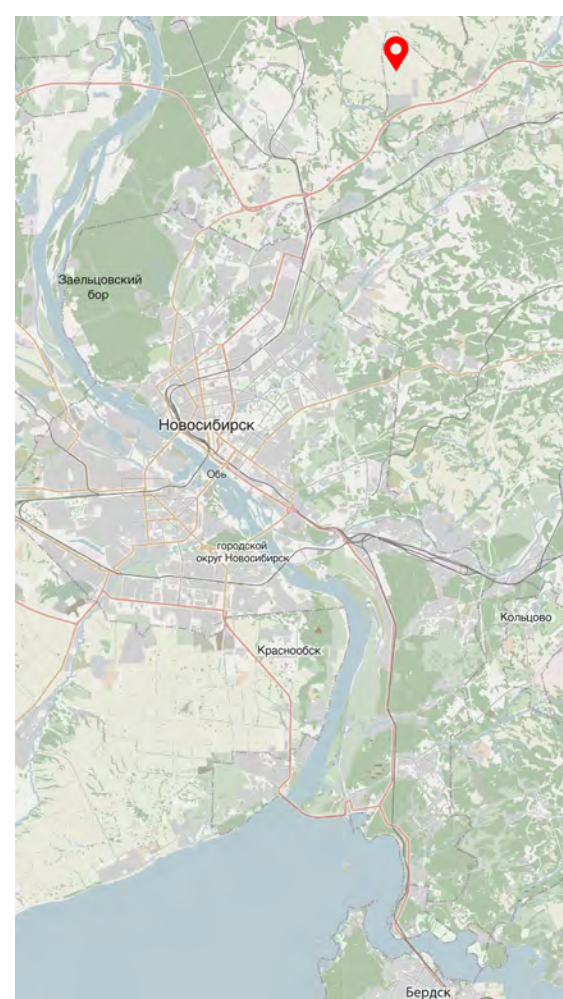 Заельцовский
бор
Новосибирск
Обь
городской
округ Новосибирск
Кольцово
Краснообск
Бердск